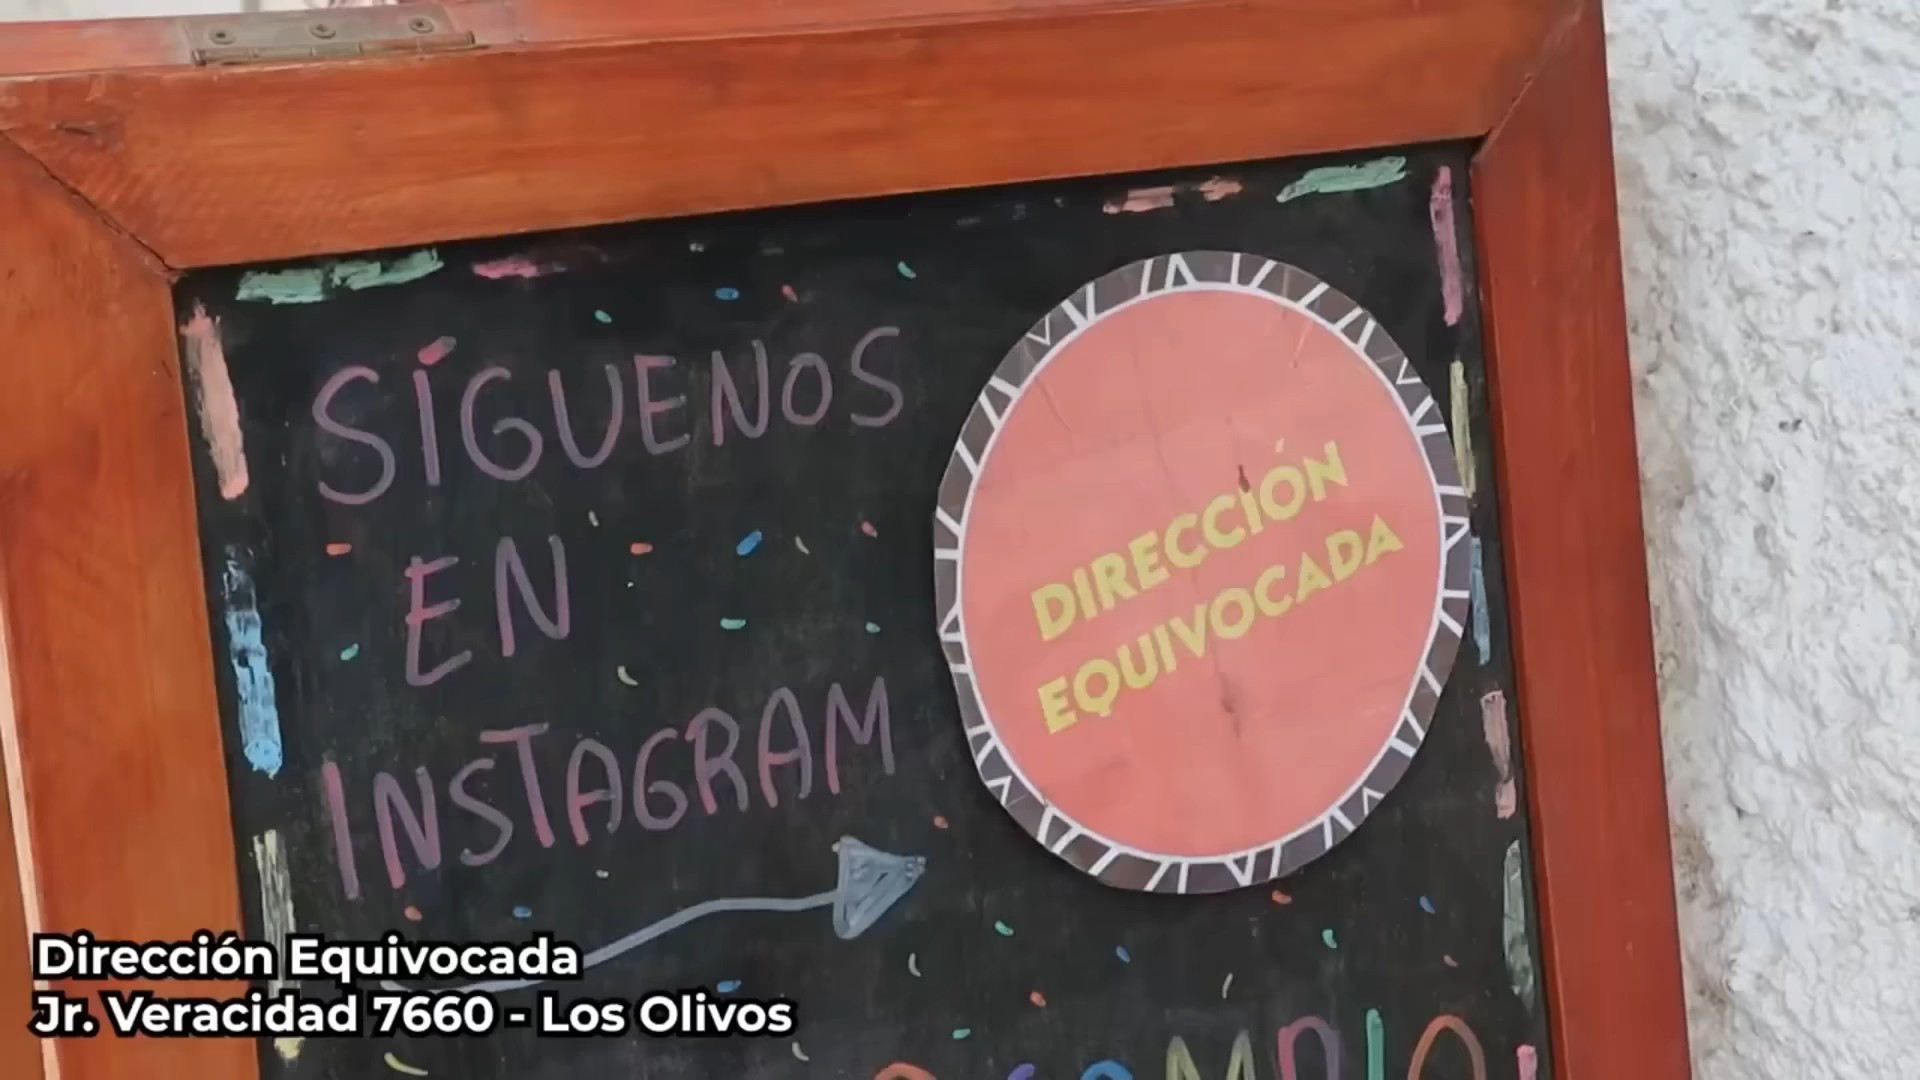 SÍGUENOS
EN
INSTAGRAM
DIRECCIÓN
EQUIVOCADA
Dirección Equivocada
Jr. Veracidad 7660 - Los Olivos